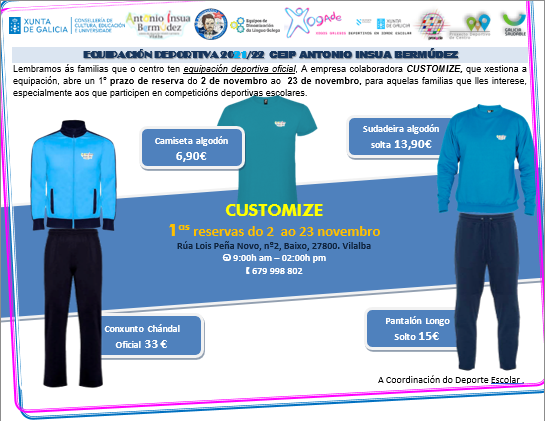 XUNTA
DE GALICIA
CONSELLERÍA DE
CULTURA, EDUCACIÓN
E UNIVERSIDADE
Antonio Insua
Bermúdez
Equipos de
Dinamización
da Lingua Galega
XOGADE
XUNTA
DE GALICIA
GALICIA
SAUDABLE
EQUIPACIÓN DEPORTIVA 2021/22 CEIP ANTONIO INSUA BERMÚDEZ
Lembramos ás familias que o centro ten equipación deportiva oficial. A empresa colaboradora CUSTOMIZE, que xestiona a
equipación, abre un 1º prazo de reserva do 2 de novembro ao 23 de novembro, para aquelas familias que lles interese,
especialmente aos que participen en competicións deportivas escolares.
Camiseta algodón
6,90€
Sudadeira algodón
solta 13,90€
CUSTOMIZE
1ªs reservas do 2 ao 23 novembro
Rúa Lois Peña Novo, nº2, Baixo, 27800. Vilalba
9:00h am – 02:00h pm
679 998 802
Conxunto Chándal
Oficial 33 €
Pantalón Longo
Solto 15€
A Coordinación do Deporte Escolar .